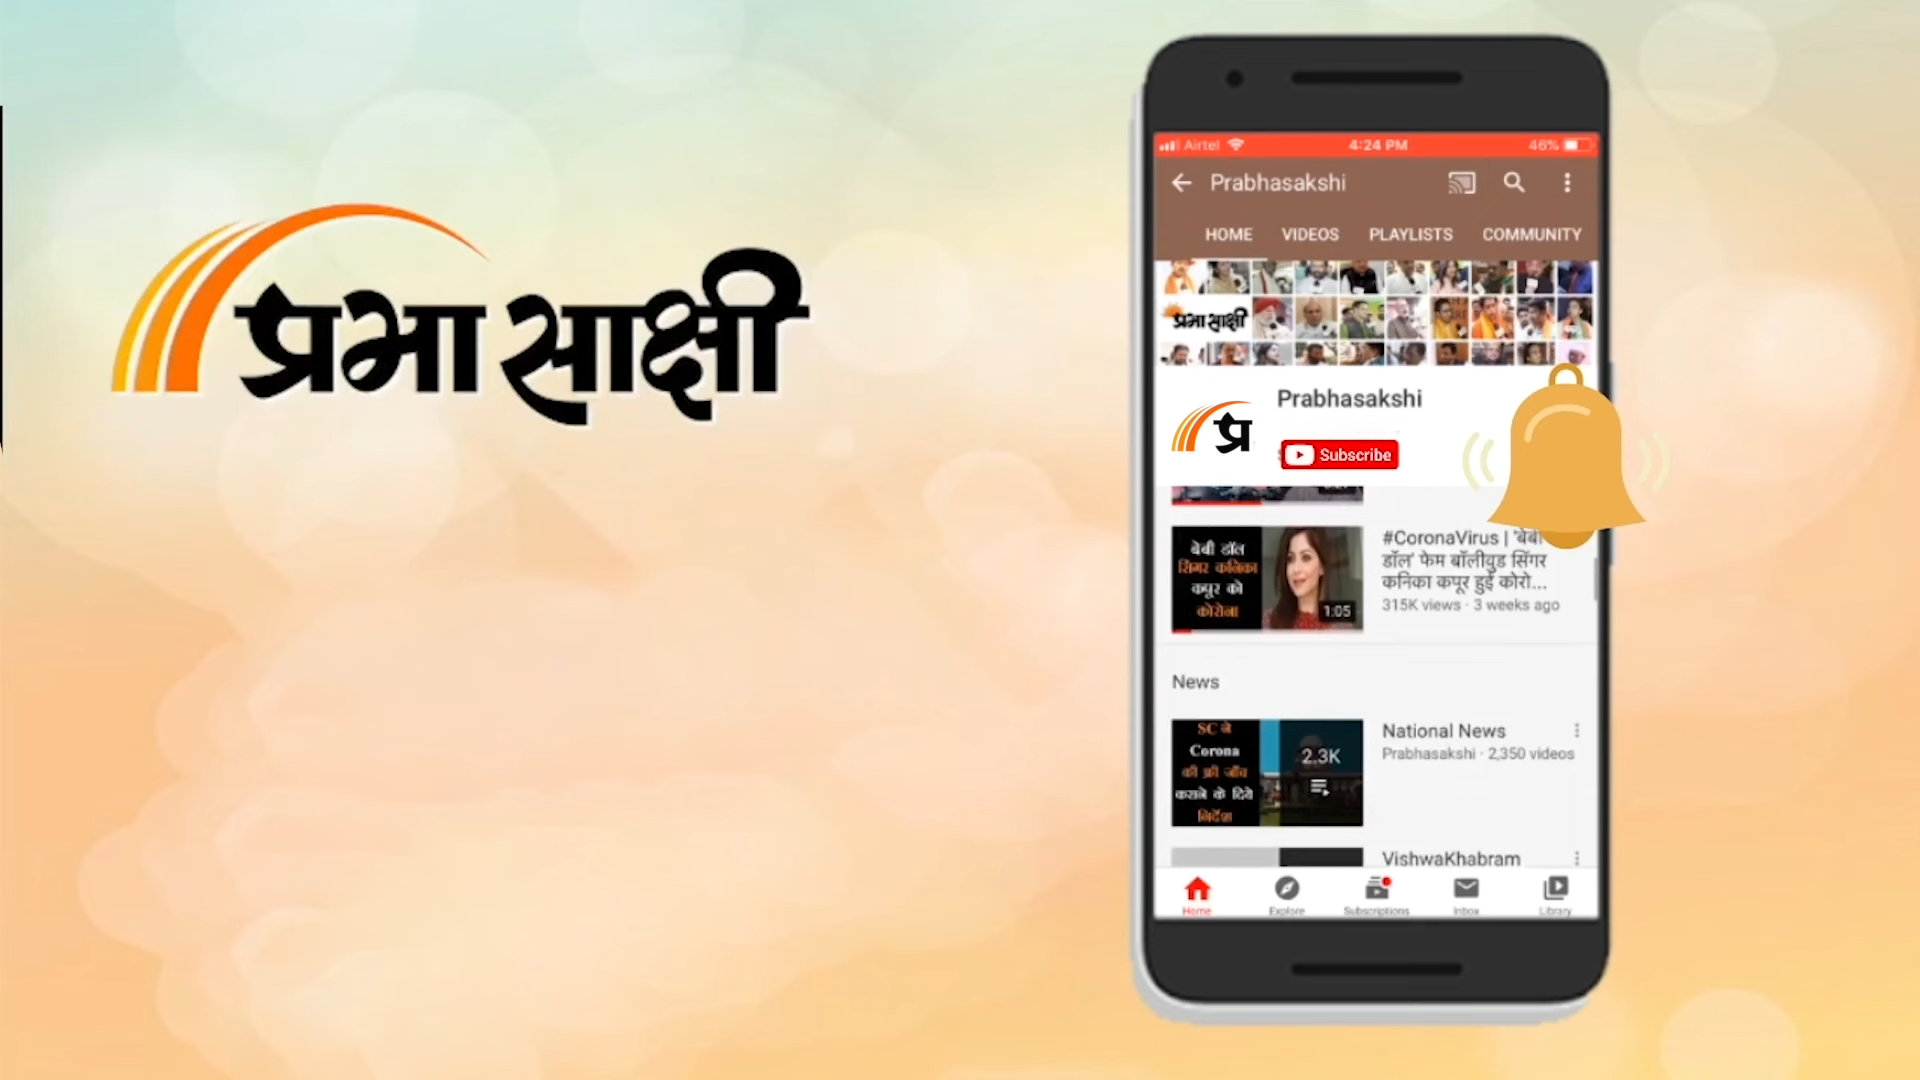 प्रभासाक्षी
Airtel 4:24 PM 46%
Prabhasakshi
HOME VIDEOS PLAYLISTS COMMUNITY
प्रभासाक्षी
Prabhasakshi
प्र
Subscribe
बेबी डॉल
सिंगर कनिका
कपूर को
कोरोना
1:05
#CoronaVirus | 'बेबी
डॉल' फेम बॉलीवुड सिंगर
कनिका कपूर हुईं कोरो...
315K views · 3 weeks ago
News
SC ने
Corona
की फ्री जाँच
कराने के दिये
निर्देश
2.3K
National News
Prabhasakshi · 2,350 videos
VishwaKhabram
Home Explore Subscriptions Inbox Library